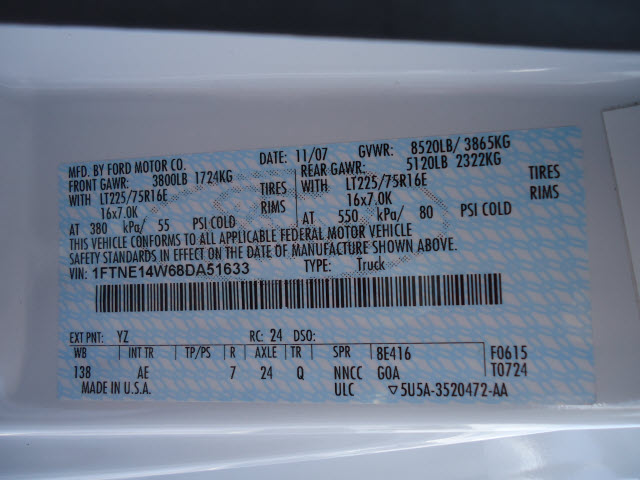 MFD. BY FORD MOTOR CO. DATE: 11/07 GVWR: 8520LB/ 3865KG
FRONT GAWR: 3800LB 1724KG REAR GAWR: 5120LB 2322KG
WITH LT225/75R16E TIRES WITH LT225/75R16E TIRES
16x7.0K RIMS 16x7.0K RIMS
AT 380 kPa/ 55 PSI COLD AT 550 kPa/ 80 PSI COLD
THIS VEHICLE CONFORMS TO ALL APPLICABLE FEDERAL MOTOR VEHICLE
SAFETY STANDARDS IN EFFECT ON THE DATE OF MANUFACTURE SHOWN ABOVE.
VIN: 1FTNE14W68DA51633 TYPE: Truck
EXT PNT: YZ RC: 24 DSO:
WB INT TR TP/PS R AXLE TR SPR 8E416 F0615
138 AE 7 24 Q NNCC GOA T0724
MADE IN U.S.A. ULC ▽5U5A-3520472-AA